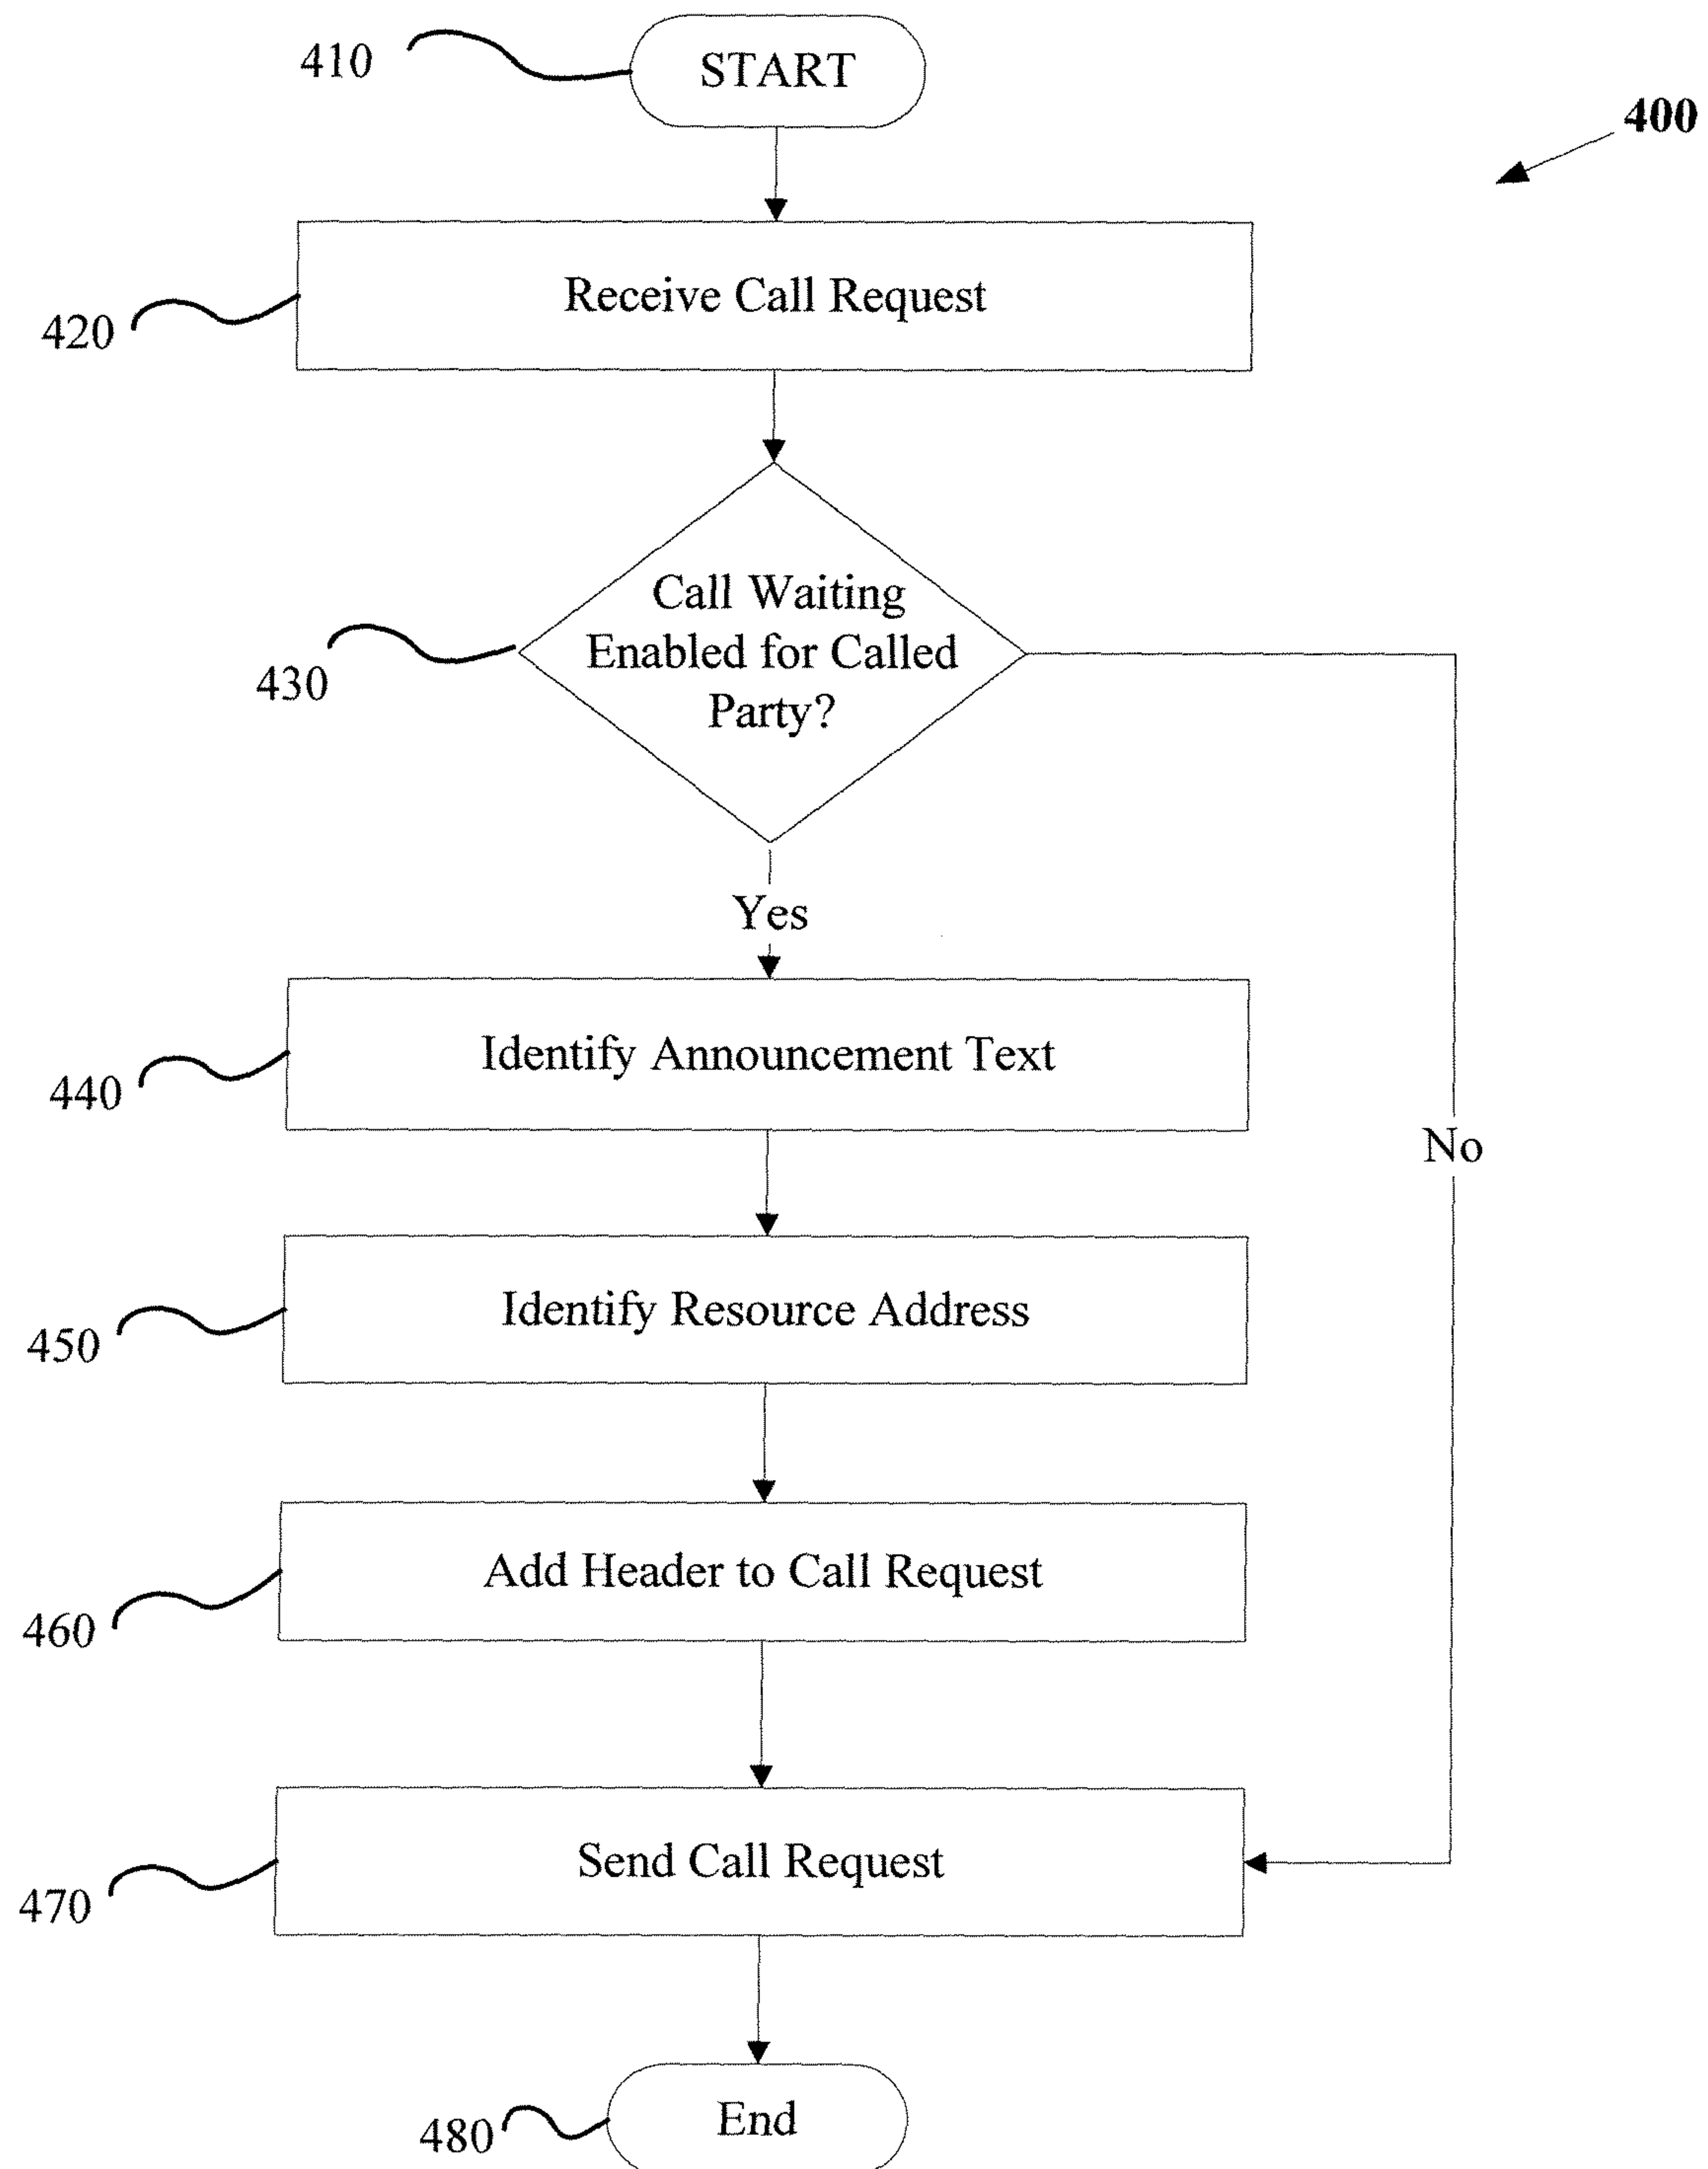 410
START
400
Receive Call Request
420
Call Waiting
Enabled for Called
Party?
430
Yes
Identify Announcement Text
440
No
Identify Resource Address
450
Add Header to Call Request
460
Send Call Request
470
End
480